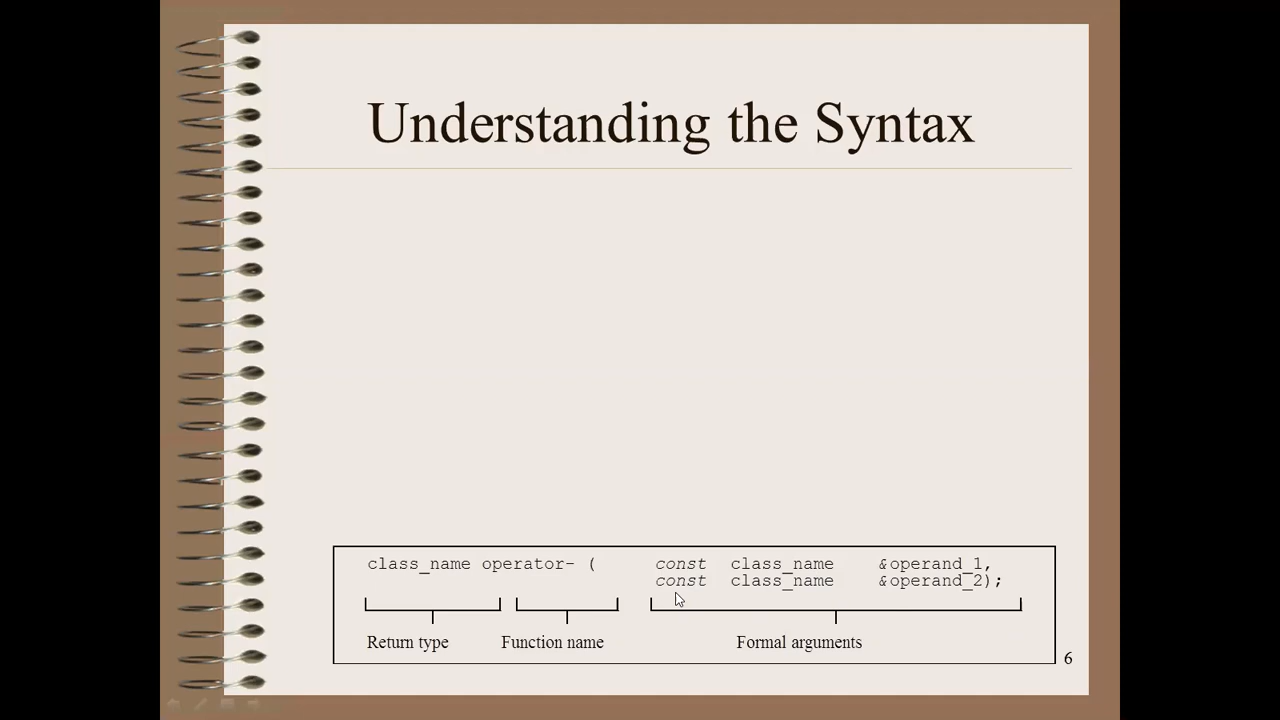 Understanding the Syntax
class_name operator- ( const class_name &operand_1,
const class_name &operand_2);
Return type Function name Formal arguments
6